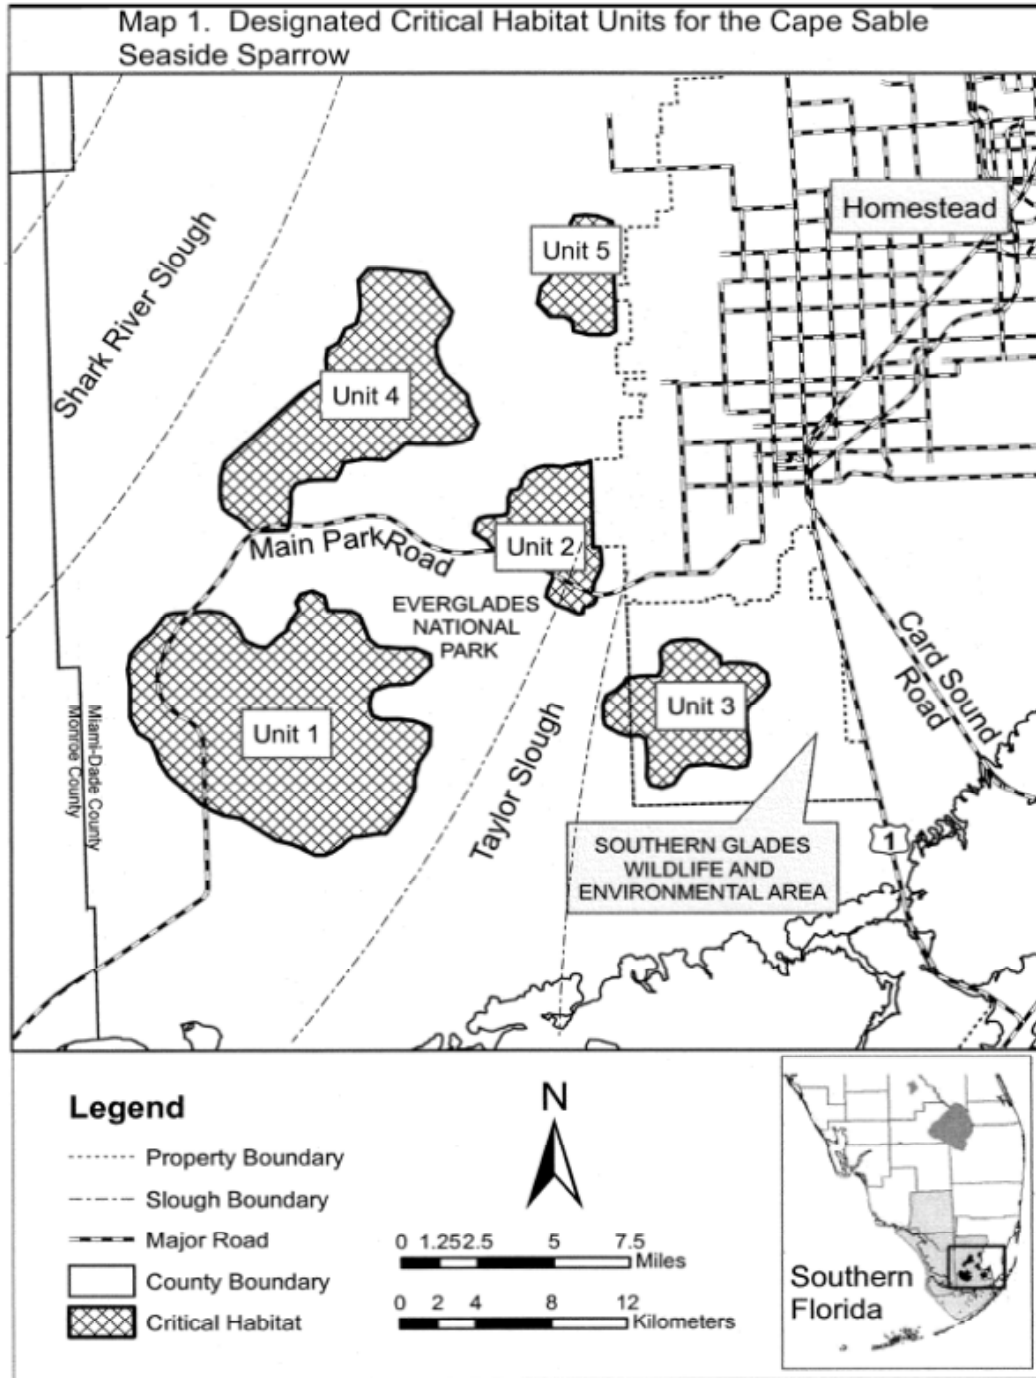 Map 1. Designated Critical Habitat Units for the Cape Sable
Seaside Sparrow
Homestead
Unit 5
Shark River Slough
Unit 4
Main Park Road
Unit 2
EVERGLADES
NATIONAL
PARK
Card Sound
Road
Unit 3
Unit 1
Miami-Dade County
Monroe County
Taylor Slough
1
SOUTHERN GLADES
WILDLIFE AND
ENVIRONMENTAL AREA
Legend
Property Boundary
Slough Boundary
Major Road
County Boundary
Critical Habitat
N
0 1.25 2.5 5 7.5
Miles
0 2 4 8 12
Kilometers
Southern
Florida